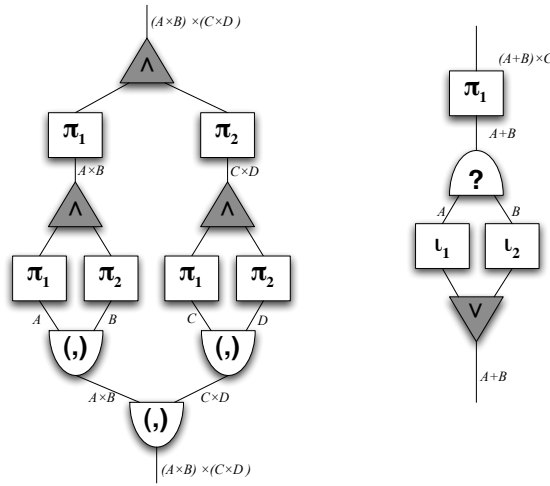 (A×B) ×(C×D )
∧
π1
π2
A×B
C×D
∧
∧
π1
π2
π1
π2
A
B
C
D
(,)
(,)
A×B
C×D
(,)
(A×B) ×(C×D )
(A+B)×C
π1
A+B
?
A
B
ι1
ι2
∨
A+B